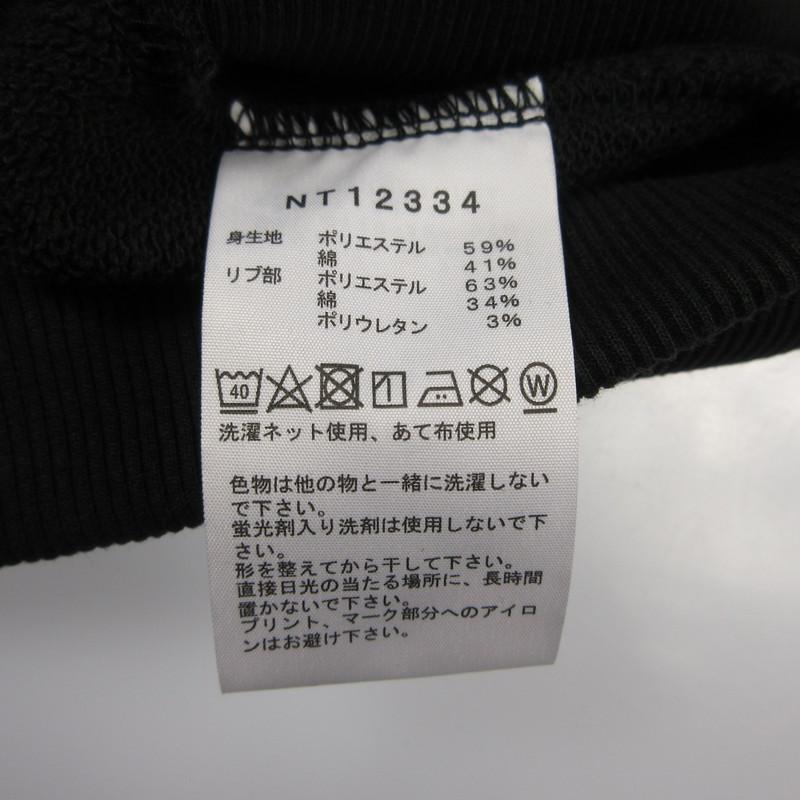 NT12334
身生地 ポリエステル 59%
綿 41%
リブ部 ポリエステル 63%
綿 34%
ポリウレタン 3%
40 W
洗濯ネット使用、あて布使用
色物は他の物と一緒に洗濯しない
で下さい。
蛍光剤入り洗剤は使用しないで下
さい。
形を整えてから干して下さい。
直接日光の当たる場所に、長時間
置かないで下さい。
プリント、マーク部分へのアイロ
ンはお避け下さい。